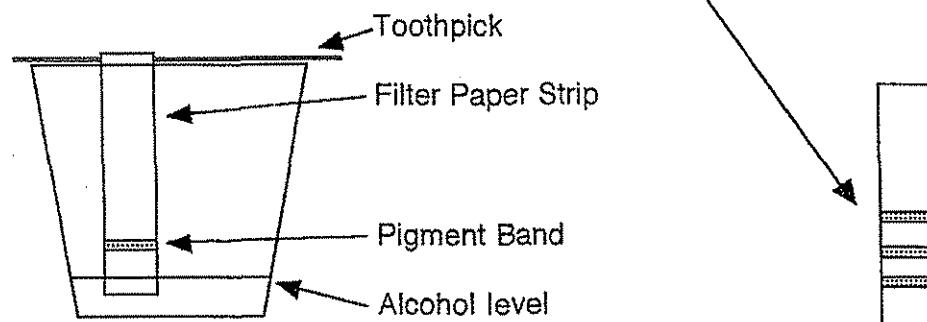 Toothpick
Filter Paper Strip
Pigment Band
Alcohol level